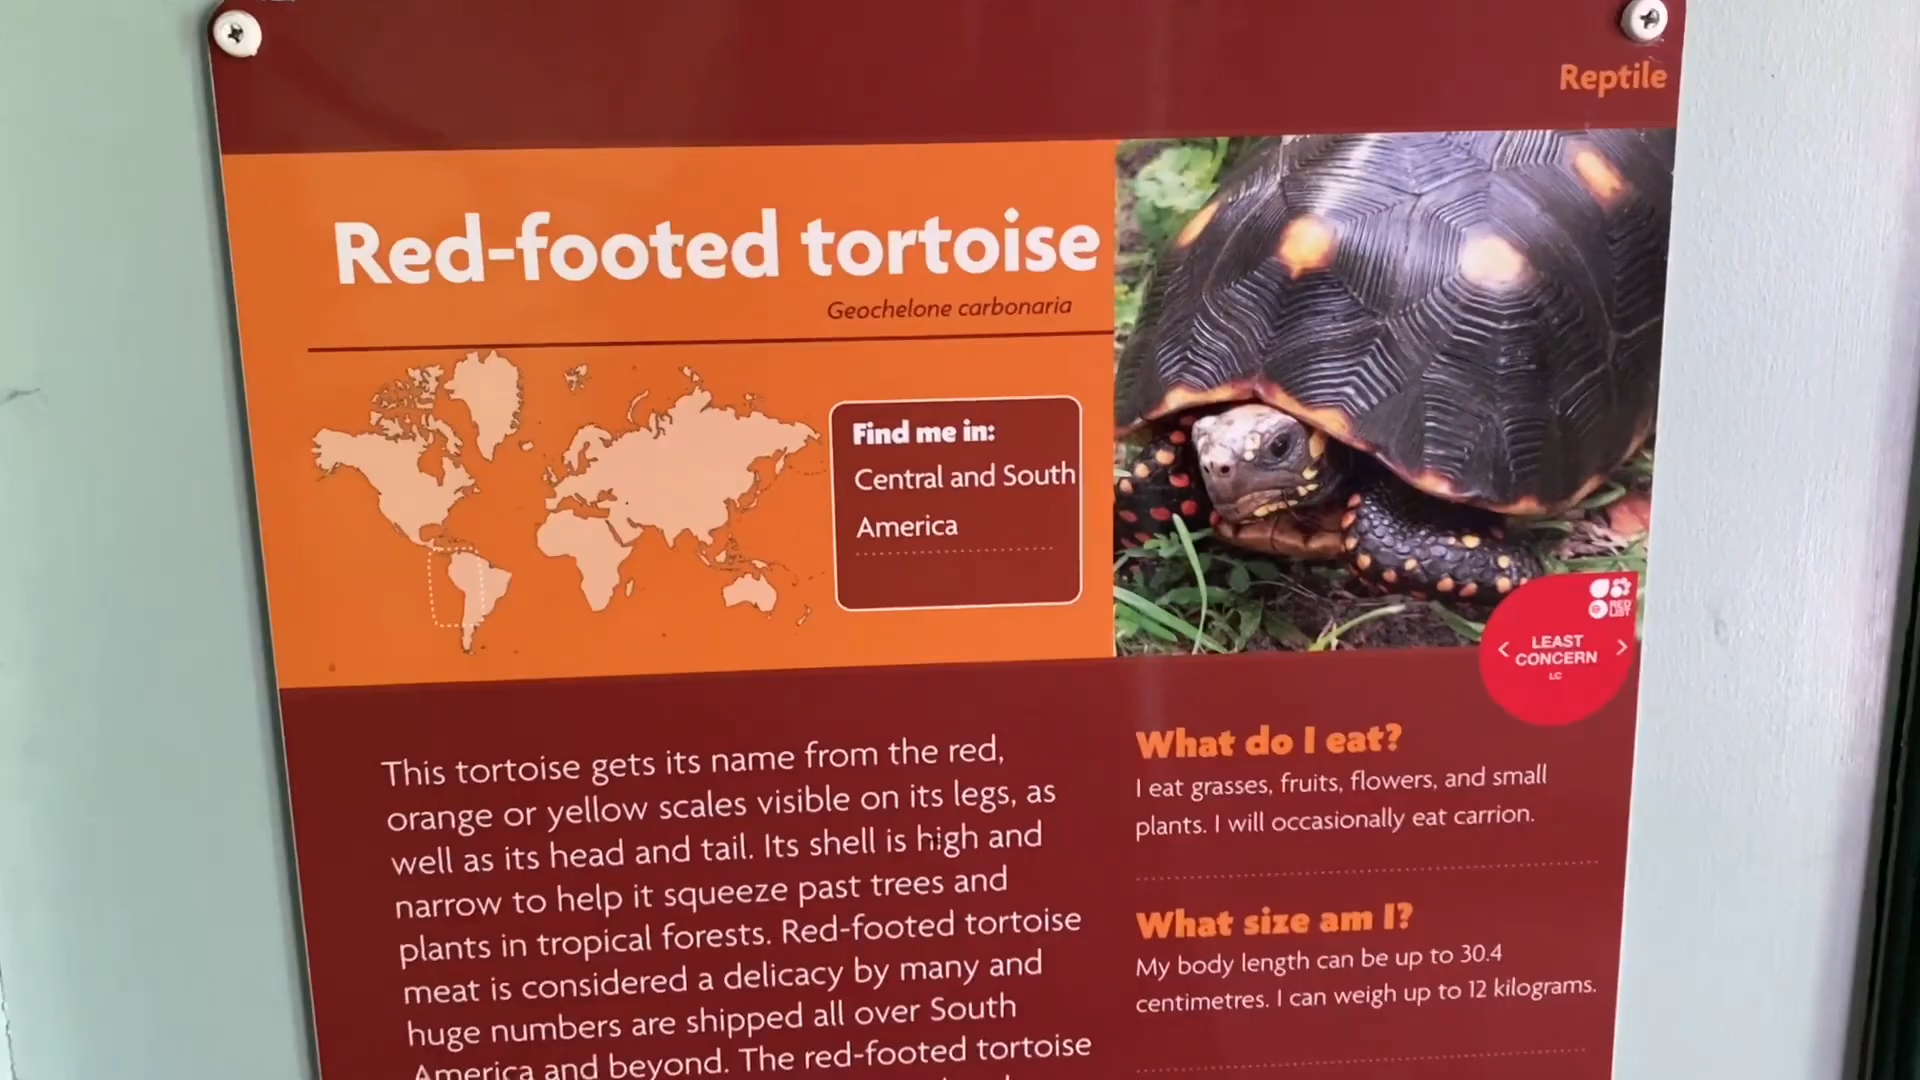 Reptile
Red-footed tortoise
Geochelone carbonaria
Find me in:
Central and South
America
RED
LIST
LEAST
CONCERN
LC
This tortoise gets its name from the red,
orange or yellow scales visible on its legs, as
well as its head and tail. Its shell is high and
narrow to help it squeeze past trees and
plants in tropical forests. Red-footed tortoise
meat is considered a delicacy by many and
huge numbers are shipped all over South
America and beyond. The red-footed tortoise
What do I eat?
I eat grasses, fruits, flowers, and small
plants. I will occasionally eat carrion.
What size am I?
My body length can be up to 30.4
centimetres. I can weigh up to 12 kilograms.